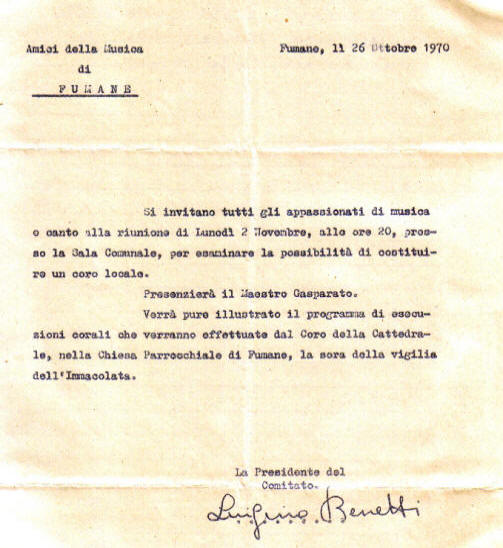 Amici della Musica
di
FUMANE
Fumane, li 26 Ottobre 1970
Si invitano tutti gli appassionati di musica
o canto alla riunione di Lunodì 2 Novembre, allo ore 20, pres-
so la Sala Comunale, per esaminare la possibilità di costitui-
re un coro locale.
Presenzierà il Maestro Gasparato.
Verrà pure illustrato il programma di esecu-
zioni corali che verranno effettuate dal Coro della Cattedra-
le, nella Chiesa Parrocchiale di Fumane, la sera della vigilia
dell'Immacolata.
La Presidente del
Comitato.
Luigino Benetti